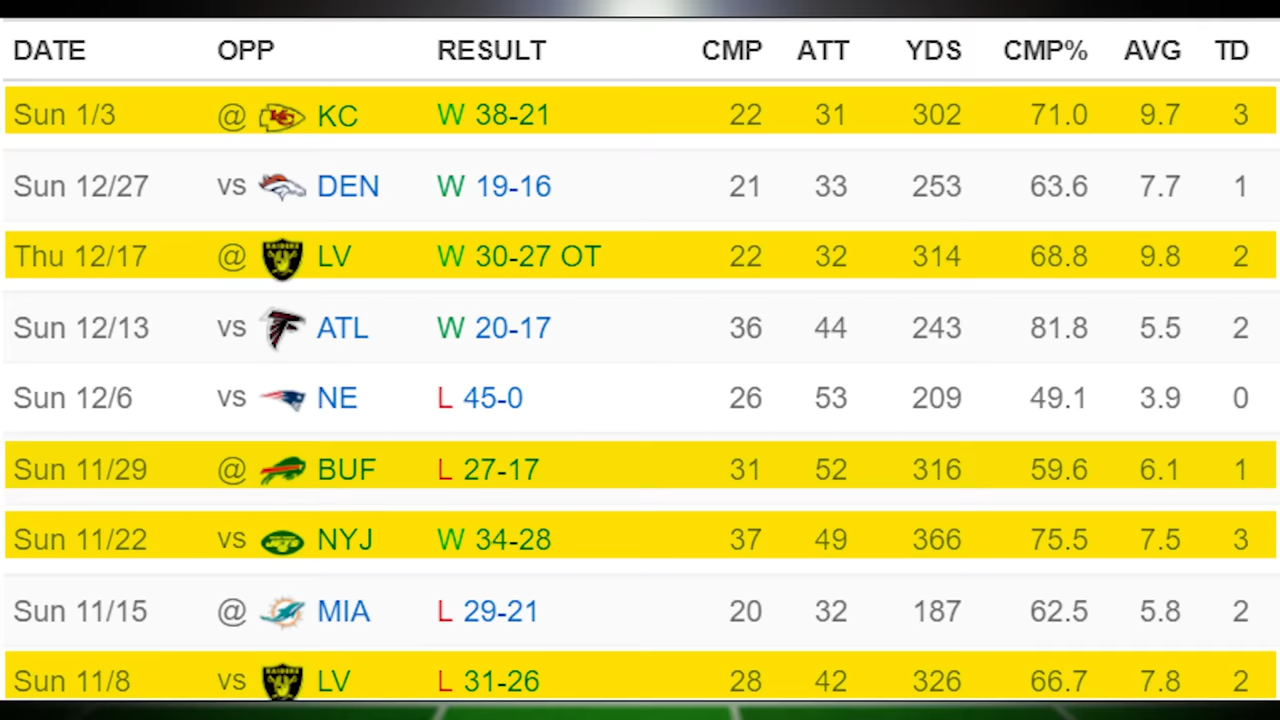 DATE OPP RESULT CMP ATT YDS CMP% AVG TD
Sun 1/3 @ KC W 38-21 22 31 302 71.0 9.7 3
Sun 12/27 vs DEN W 19-16 21 33 253 63.6 7.7 1
Thu 12/17 @ LV W 30-27 OT 22 32 314 68.8 9.8 2
Sun 12/13 vs ATL W 20-17 36 44 243 81.8 5.5 2
Sun 12/6 vs NE L 45-0 26 53 209 49.1 3.9 0
Sun 11/29 @ BUF L 27-17 31 52 316 59.6 6.1 1
Sun 11/22 vs NYJ W 34-28 37 49 366 75.5 7.5 3
Sun 11/15 @ MIA L 29-21 20 32 187 62.5 5.8 2
Sun 11/8 vs LV L 31-26 28 42 326 66.7 7.8 2